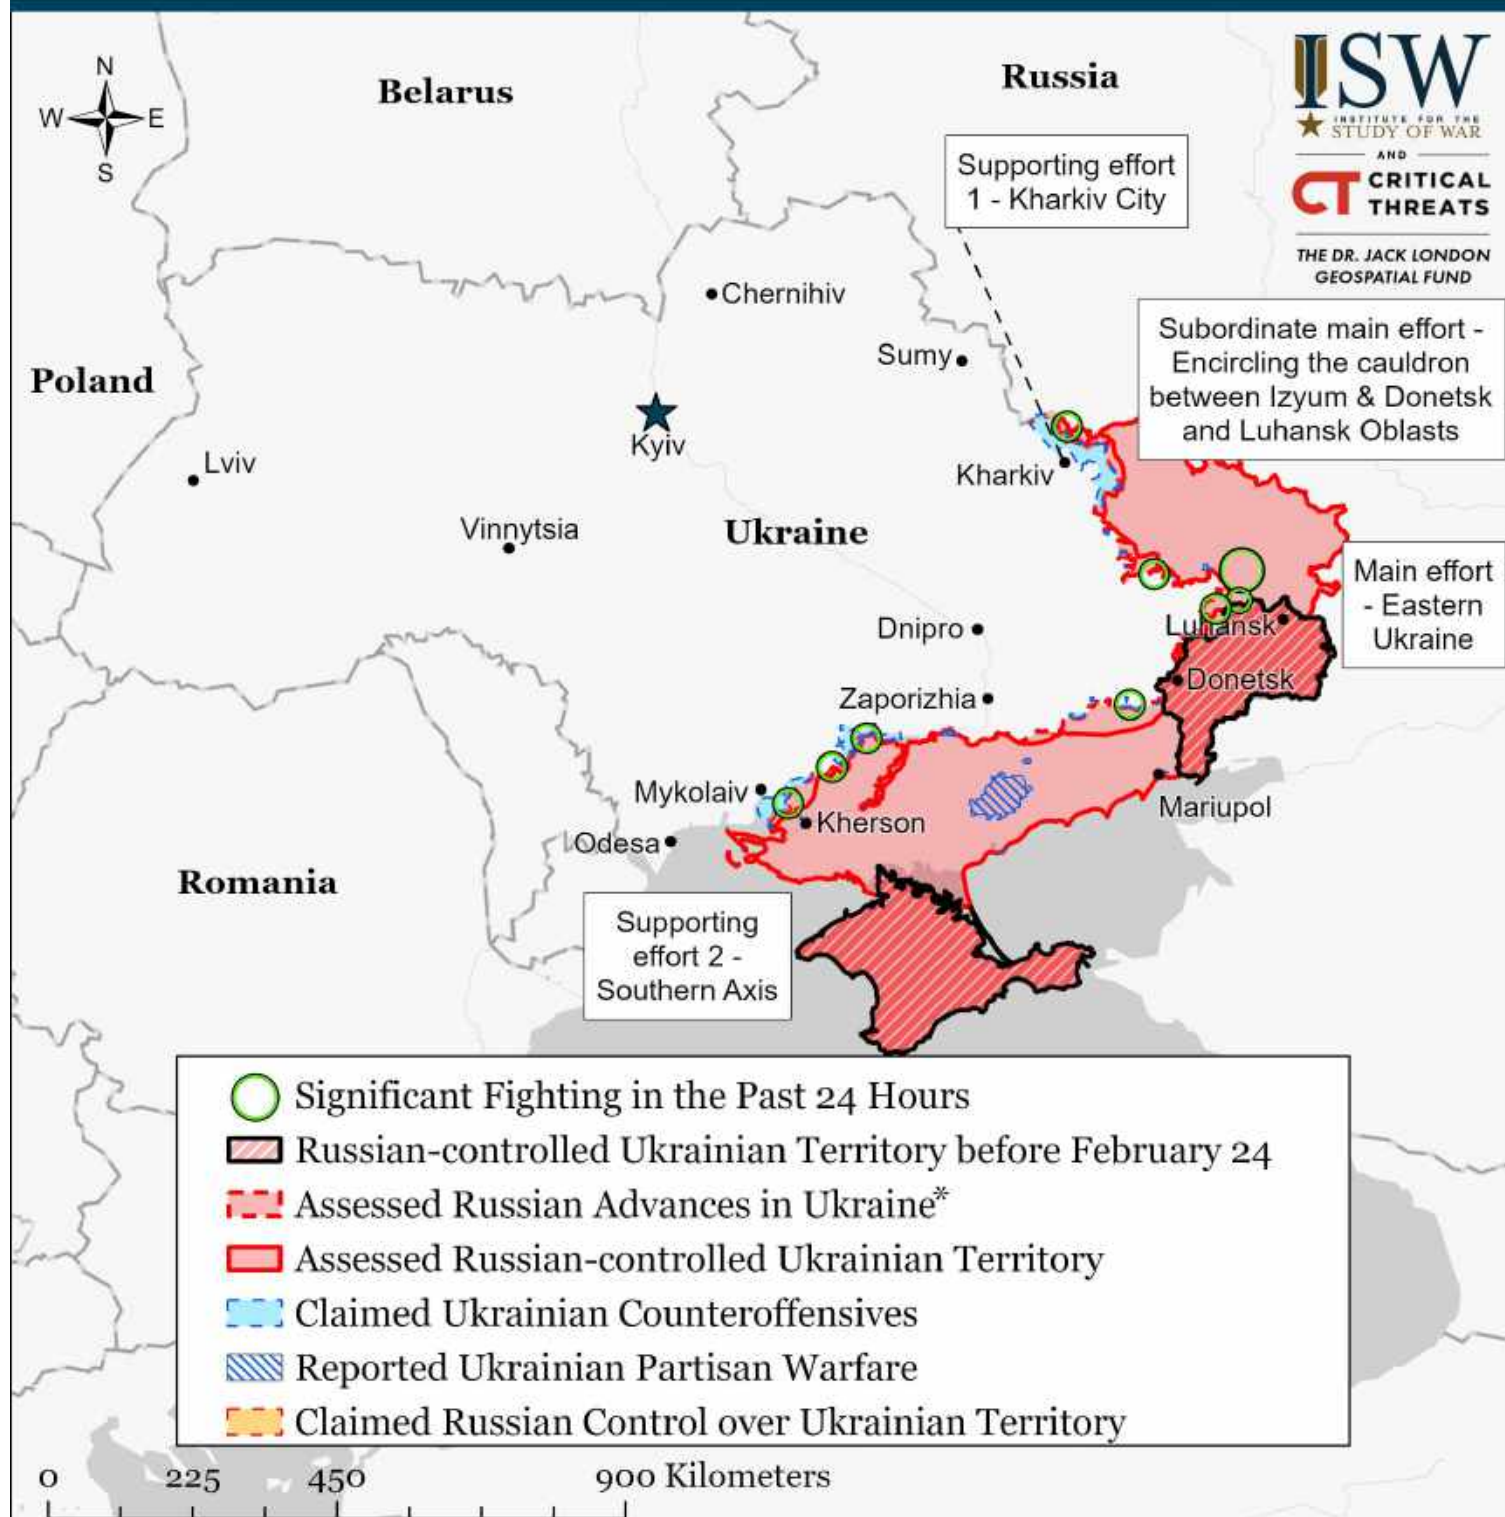 N
W E
S
Belarus
Russia
ISW
INSTITUTE FOR THE
STUDY OF WAR
AND
CT CRITICAL
THREATS
THE DR. JACK LONDON
GEOSPATIAL FUND
Supporting effort
1 - Kharkiv City
Chernihiv
Subordinate main effort -
Encircling the cauldron
between Izyum & Donetsk
and Luhansk Oblasts
Sumy
Poland
Kyiv
Lviv
Kharkiv
Vinnytsia
Ukraine
Main effort
- Eastern
Ukraine
Dnipro
Luhansk
Donetsk
Zaporizhia
Mykolaiv
Mariupol
Kherson
Odesa
Romania
Supporting
effort 2 -
Southern Axis
Significant Fighting in the Past 24 Hours
Russian-controlled Ukrainian Territory before February 24
Assessed Russian Advances in Ukraine*
Assessed Russian-controlled Ukrainian Territory
Claimed Ukrainian Counteroffensives
Reported Ukrainian Partisan Warfare
Claimed Russian Control over Ukrainian Territory
0 225 450 900 Kilometers